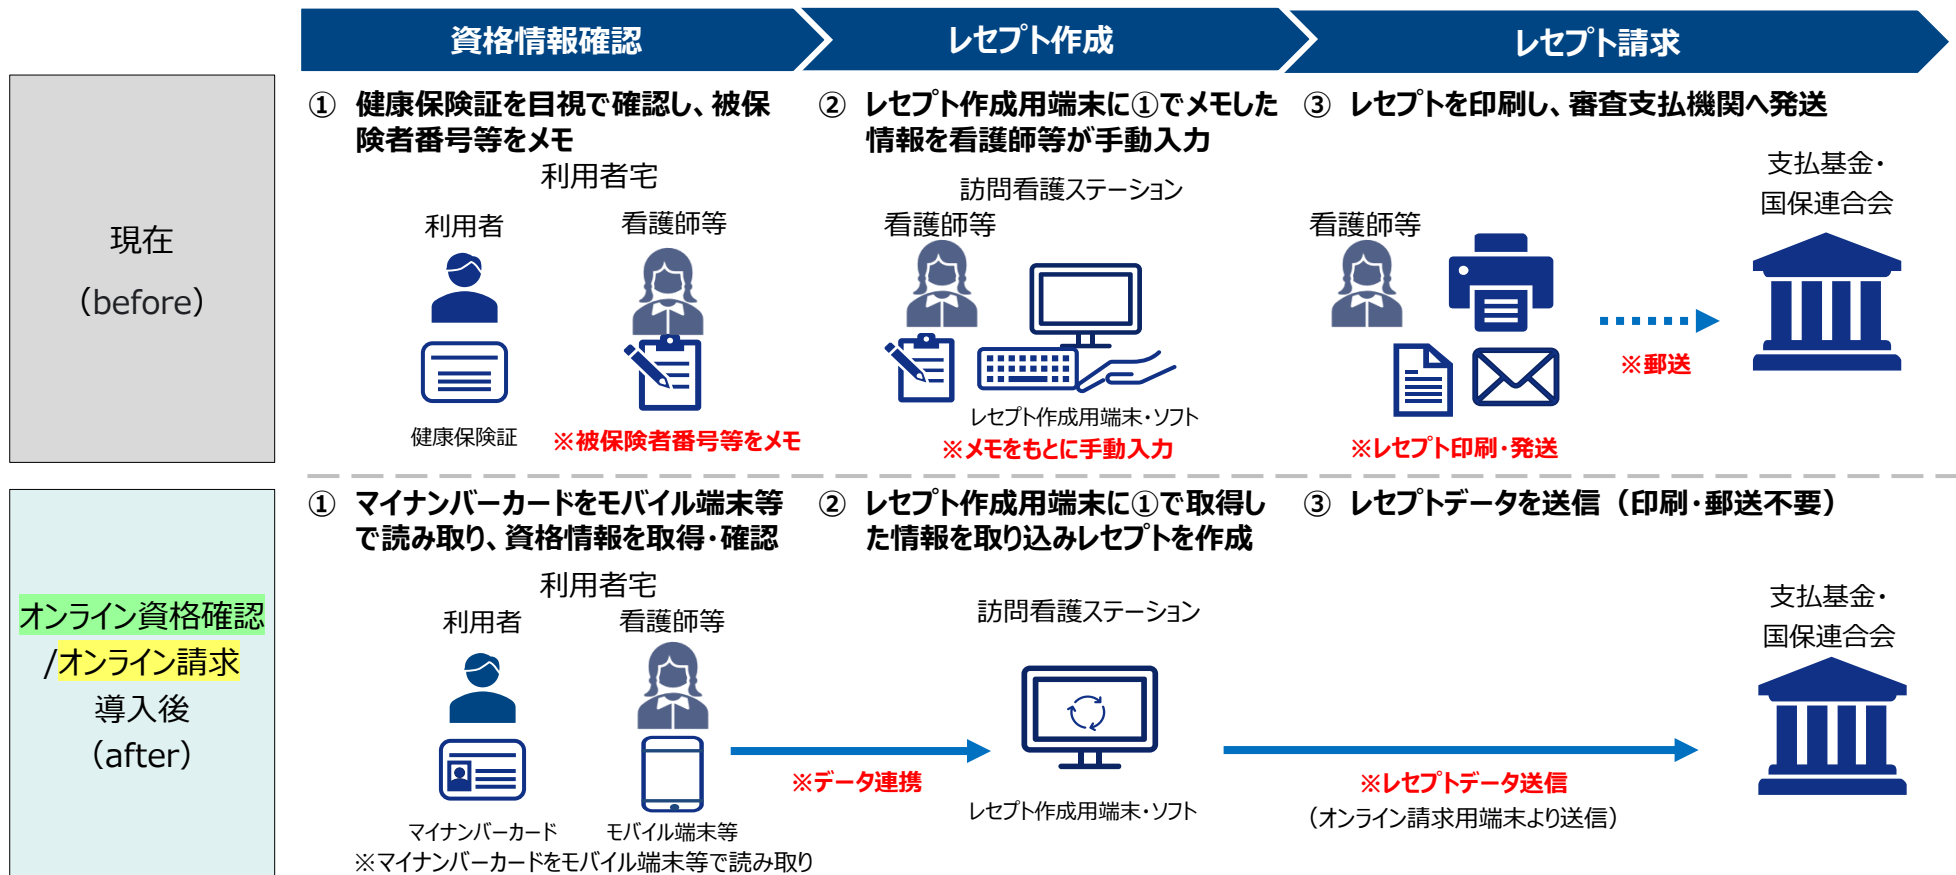 資格情報確認
レセプト作成
レセプト請求
現在
（before）
① 健康保険証を目視で確認し、被保
険者番号等をメモ
利用者宅
利用者
看護師等
健康保険証
※被保険者番号等をメモ
② レセプト作成用端末に①でメモした
情報を看護師等が手動入力
訪問看護ステーション
看護師等
レセプト作成用端末・ソフト
※メモをもとに手動入力
③ レセプトを印刷し、審査支払機関へ発送
看護師等
支払基金・
国保連合会
※郵送
※レセプト印刷・発送
オンライン資格確認
/オンライン請求
導入後
（after）
① マイナンバーカードをモバイル端末等
で読み取り、資格情報を取得・確認
利用者宅
利用者
看護師等
マイナンバーカード
モバイル端末等
※マイナンバーカードをモバイル端末等で読み取り
※データ連携
② レセプト作成用端末に①で取得し
た情報を取り込みレセプトを作成
訪問看護ステーション
レセプト作成用端末・ソフト
③ レセプトデータを送信（印刷・郵送不要）
支払基金・
国保連合会
※レセプトデータ送信
（オンライン請求用端末より送信）